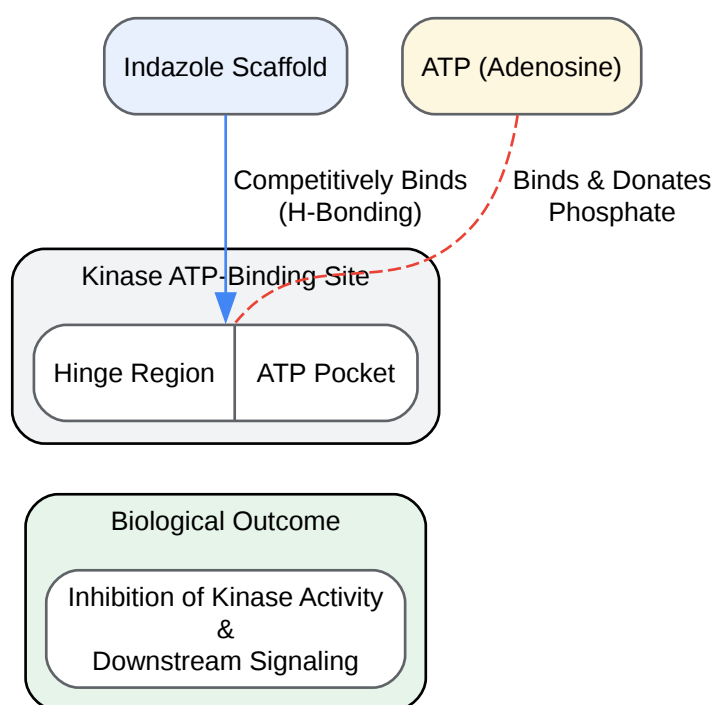 Indazole Scaffold
ATP (Adenosine)
Competitively Binds
(H-Bonding)
Binds & Donates
Phosphate
Kinase ATP-Binding Site
Hinge Region
ATP Pocket
Biological Outcome
Inhibition of Kinase Activity
&
Downstream Signaling